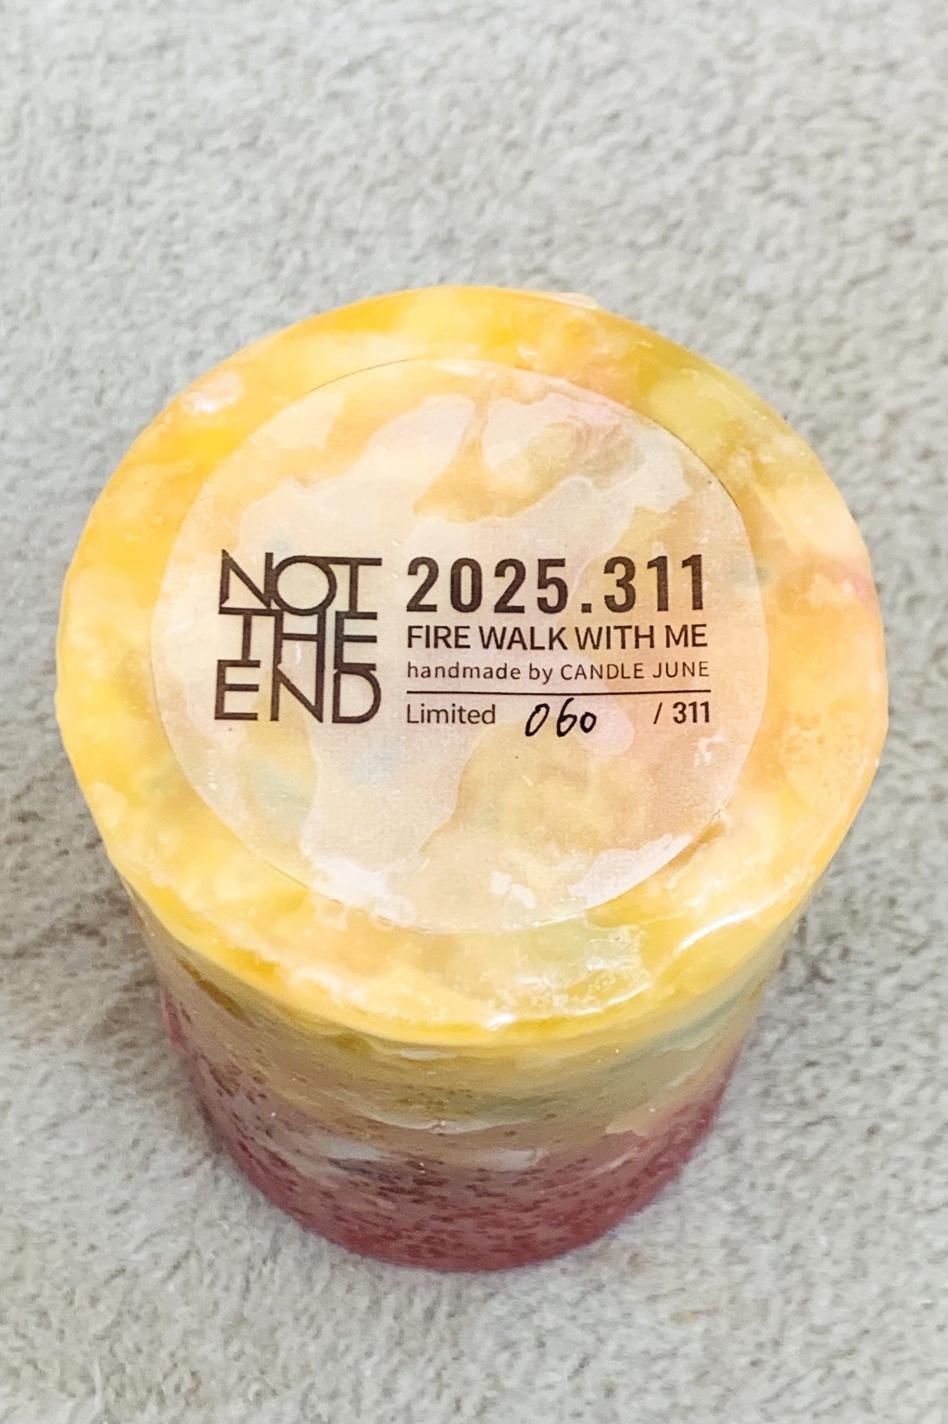 NOT
THE
END
2025.311
FIRE WALK WITH ME
handmade by CANDLE JUNE
Limited 060 / 311